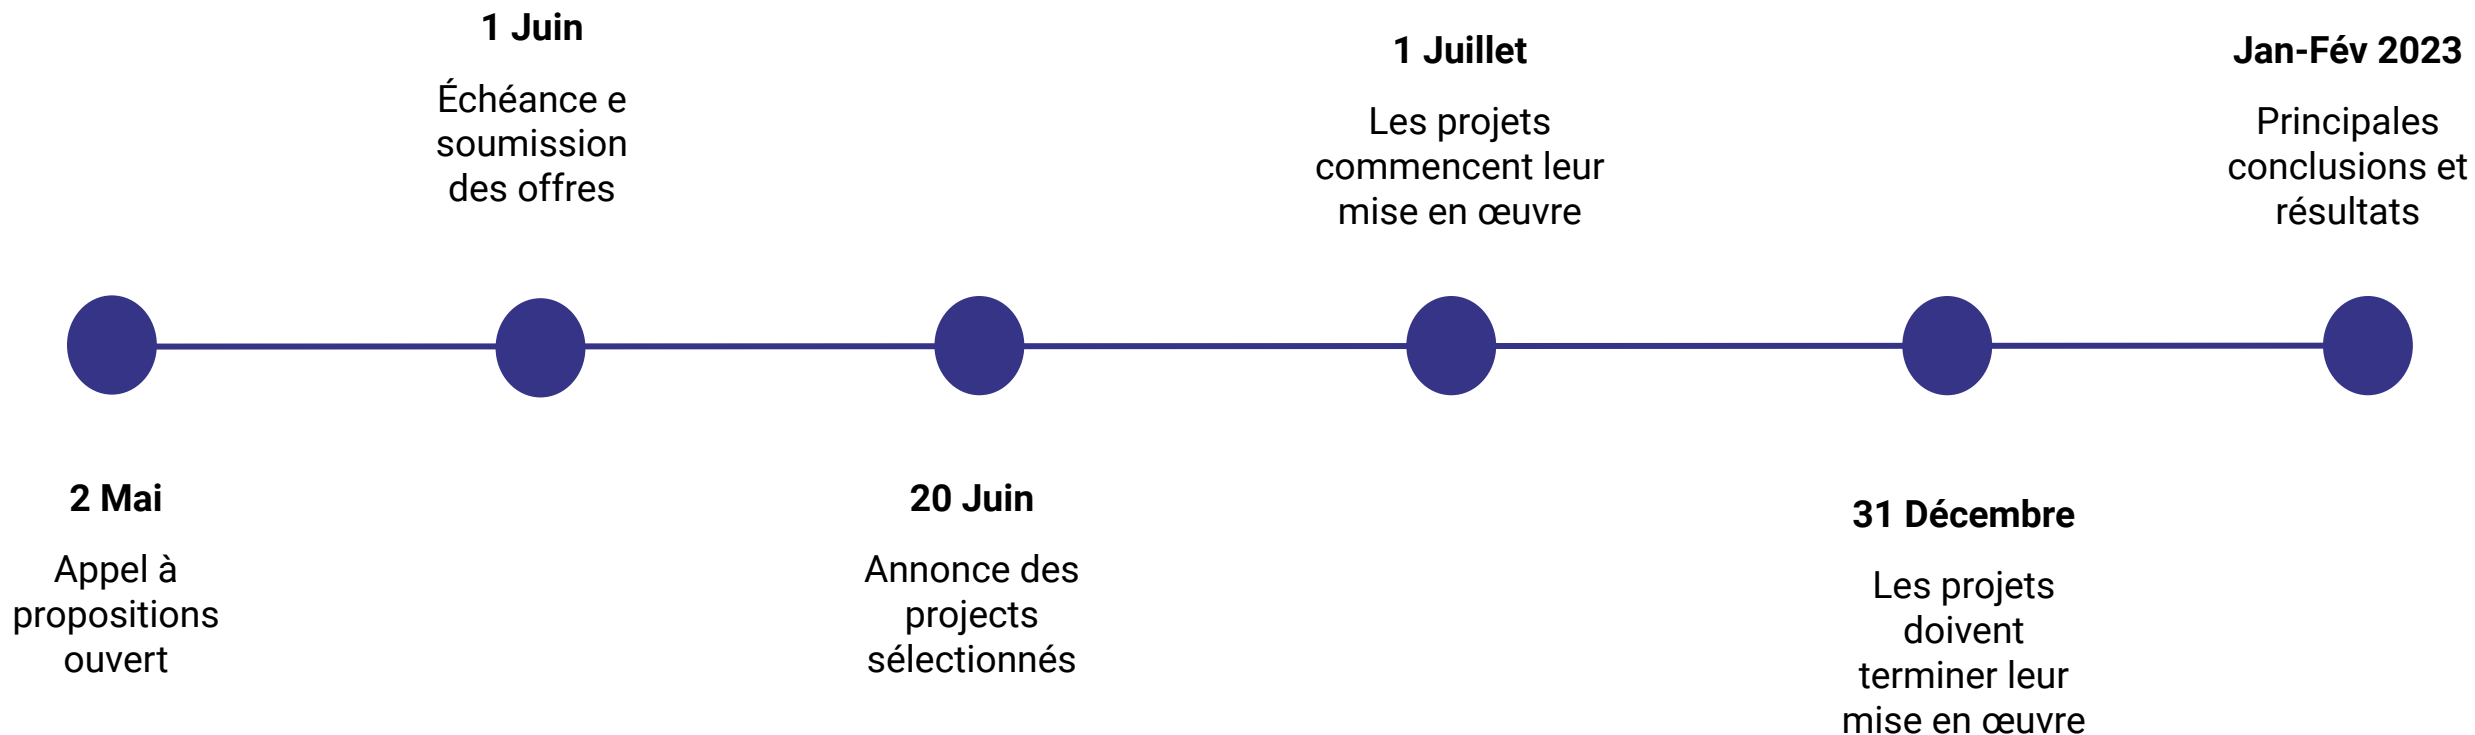 2 Mai
Appel à
propositions
ouvert
1 Juin
Échéance e
soumission
des offres
20 Juin
Annonce des
projects
sélectionnés
1 Juillet
Les projets
commencent leur
mise en œuvre
31 Décembre
Les projets
doivent
terminer leur
mise en œuvre
Jan-Fév 2023
Principales
conclusions et
résultats